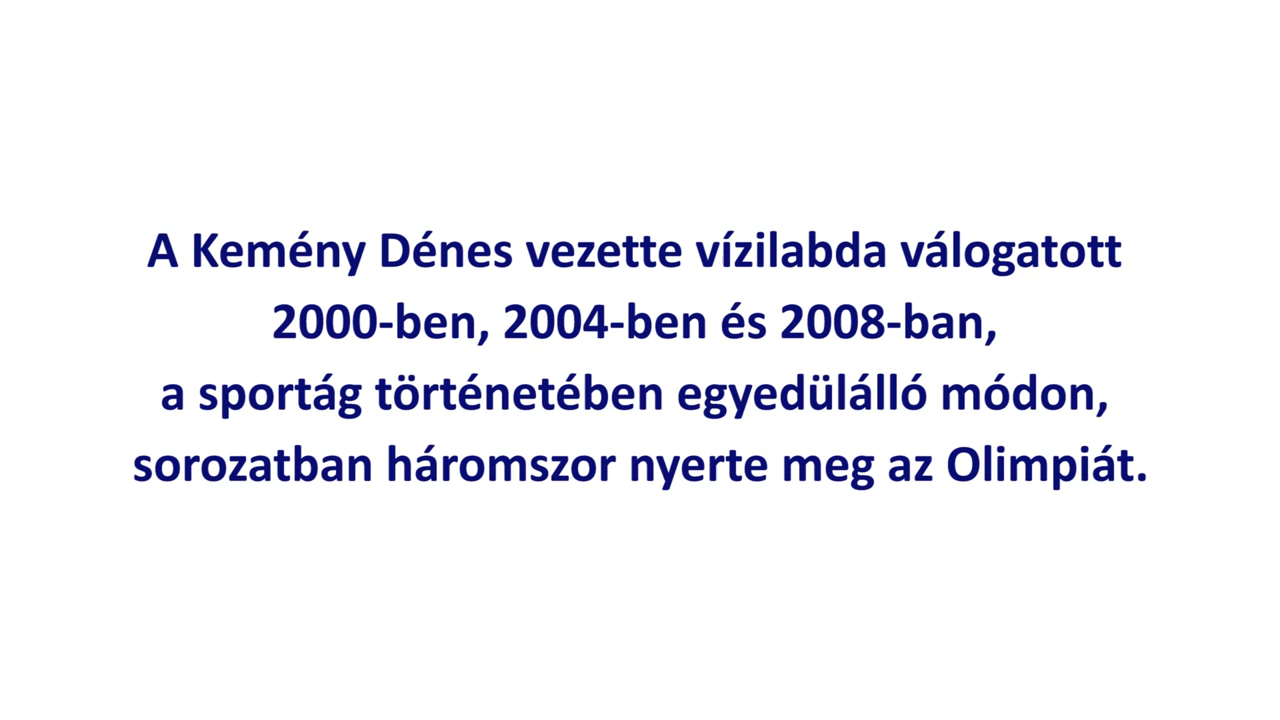 A Kemény Dénes vezette vízilabda válogatott
2000-ben, 2004-ben és 2008-ban,
a sportág történetében egyedülálló módon,
sorozatban háromszor nyerte meg az Olimpiát.